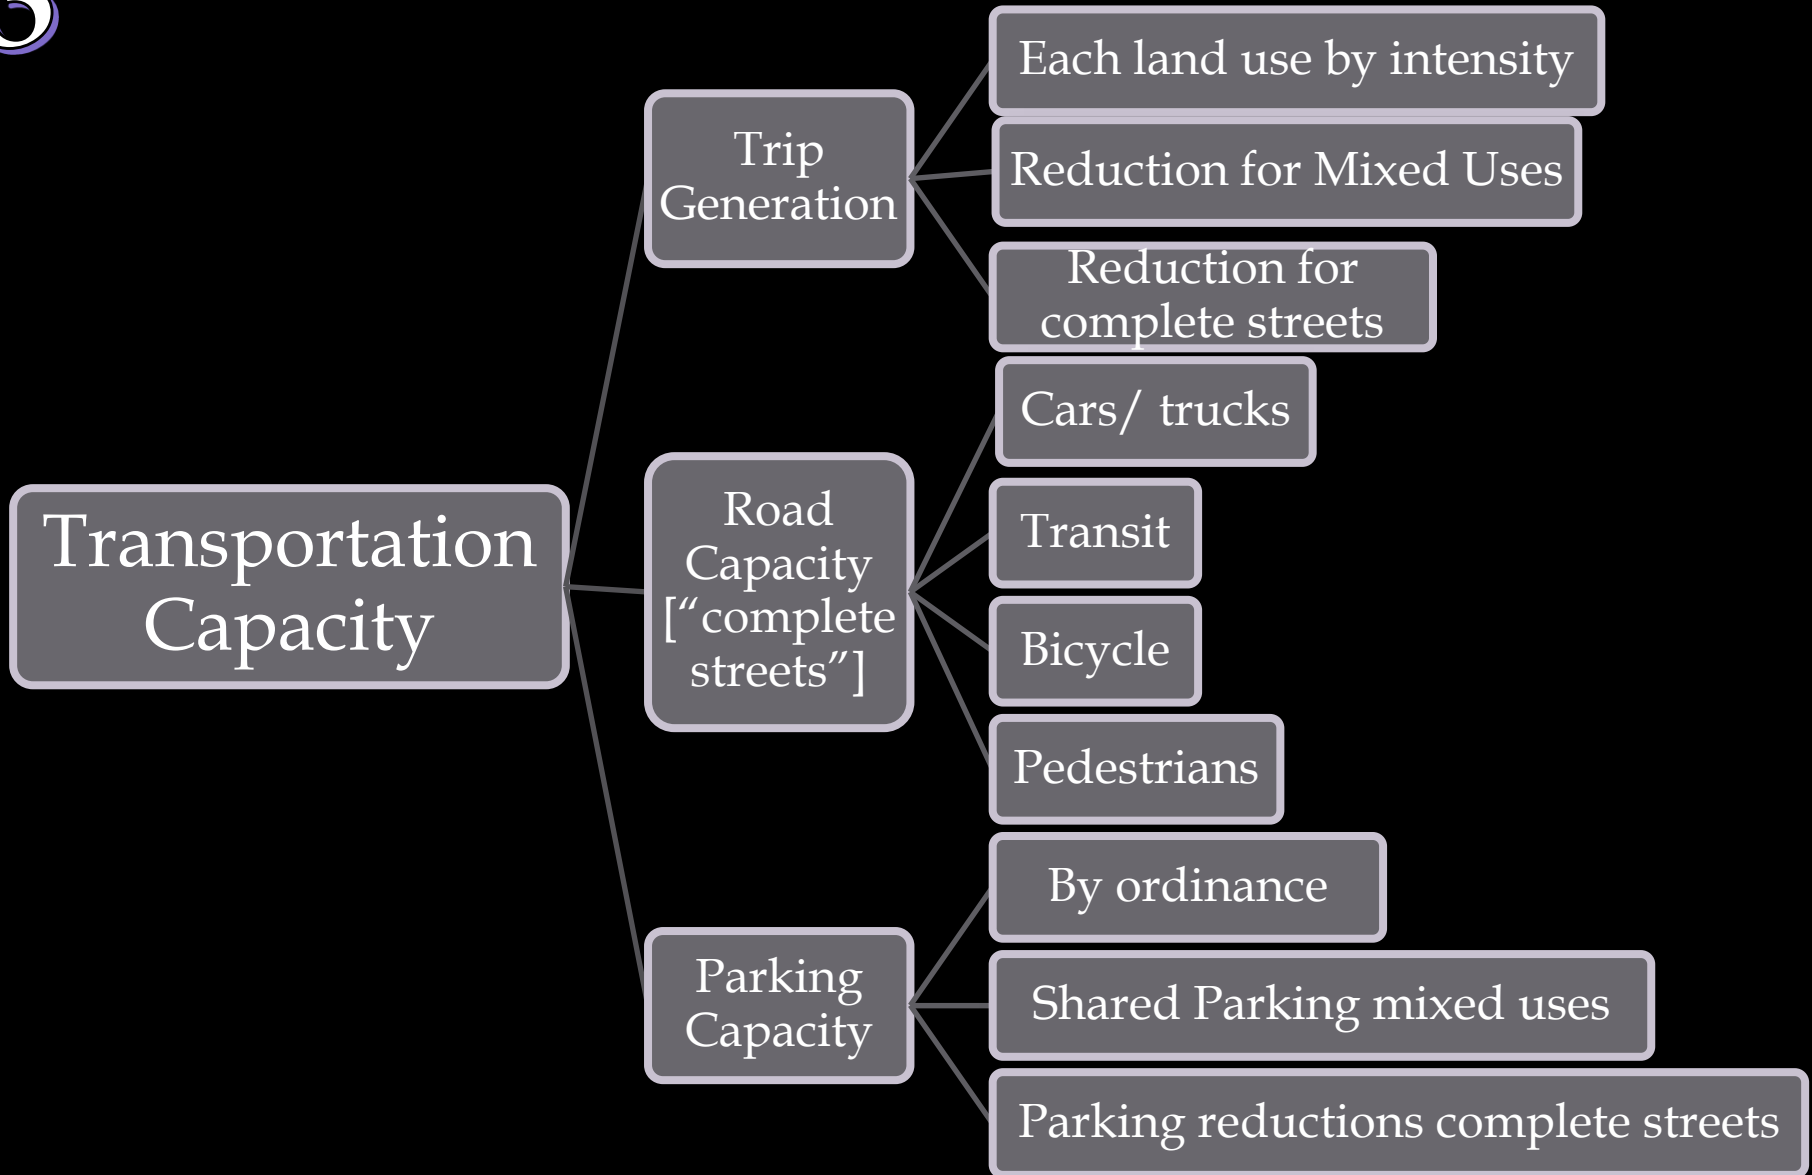 3
Each land use by intensity
Trip
Generation
Reduction for Mixed Uses
Reduction for
complete streets
Cars/ trucks
Transportation
Capacity
Road
Capacity
[“complete
streets”]
Transit
Bicycle
Pedestrians
Parking
Capacity
By ordinance
Shared Parking mixed uses
Parking reductions complete streets